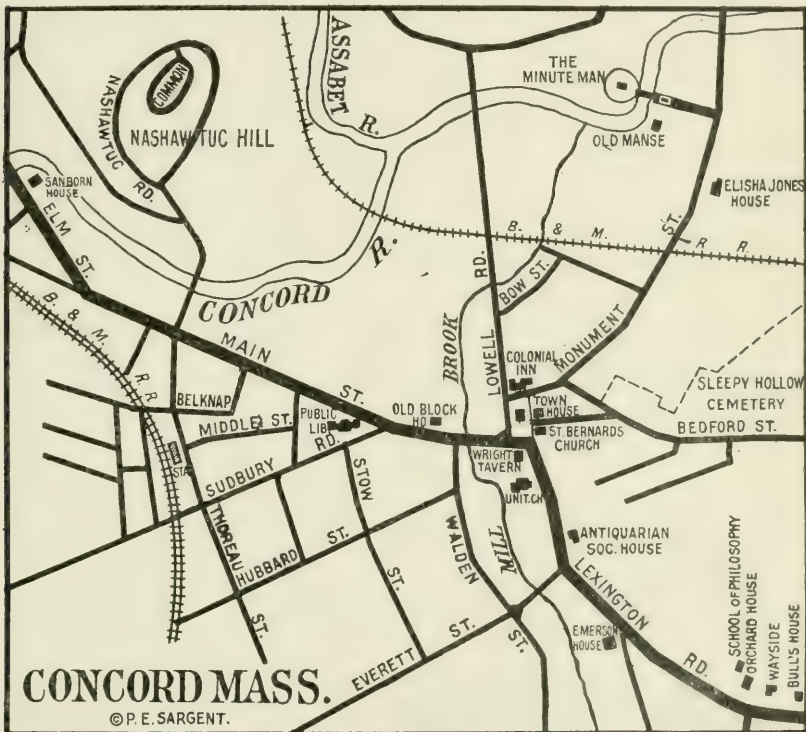 ASSABET
R.
THE
MINUTE MAN
NASHAWTUC
RD.
COMMON
NASHAWTUC HILL
OLD MANSE
SANBORN
HOUSE
ELISHA JONES
HOUSE
ELM
ST.
B. & M. R. R.
CONCORD
R.
BOW ST.
MONUMENT
ST.
B. & M.
R R
MAIN
ST.
BROOK
LOWELL
RD.
COLONIAL
INN
SLEEPY HOLLOW
CEMETERY
BELKNAP
MIDDLE ST.
PUBLIC
LIB.
OLD BLOCK
HO
TOWN
HOUSE
BEDFORD ST.
ST. BERNARDS
CHURCH
STA.
SUDBURY
RD.
WRIGHT
TAVERN
UNIT. CH
THOREAU
ST.
HUBBARD
ST.
STOW
ST.
WALDEN
ST.
MILL
ANTIQUARIAN
SOC. HOUSE
LEXINGTON
RD.
SCHOOL OF PHILOSOPHY
ORCHARD HOUSE
WAYSIDE
BULL'S HOUSE
EMERSON
HOUSE
EVERETT
ST.
CONCORD MASS.
© P. E. SARGENT.